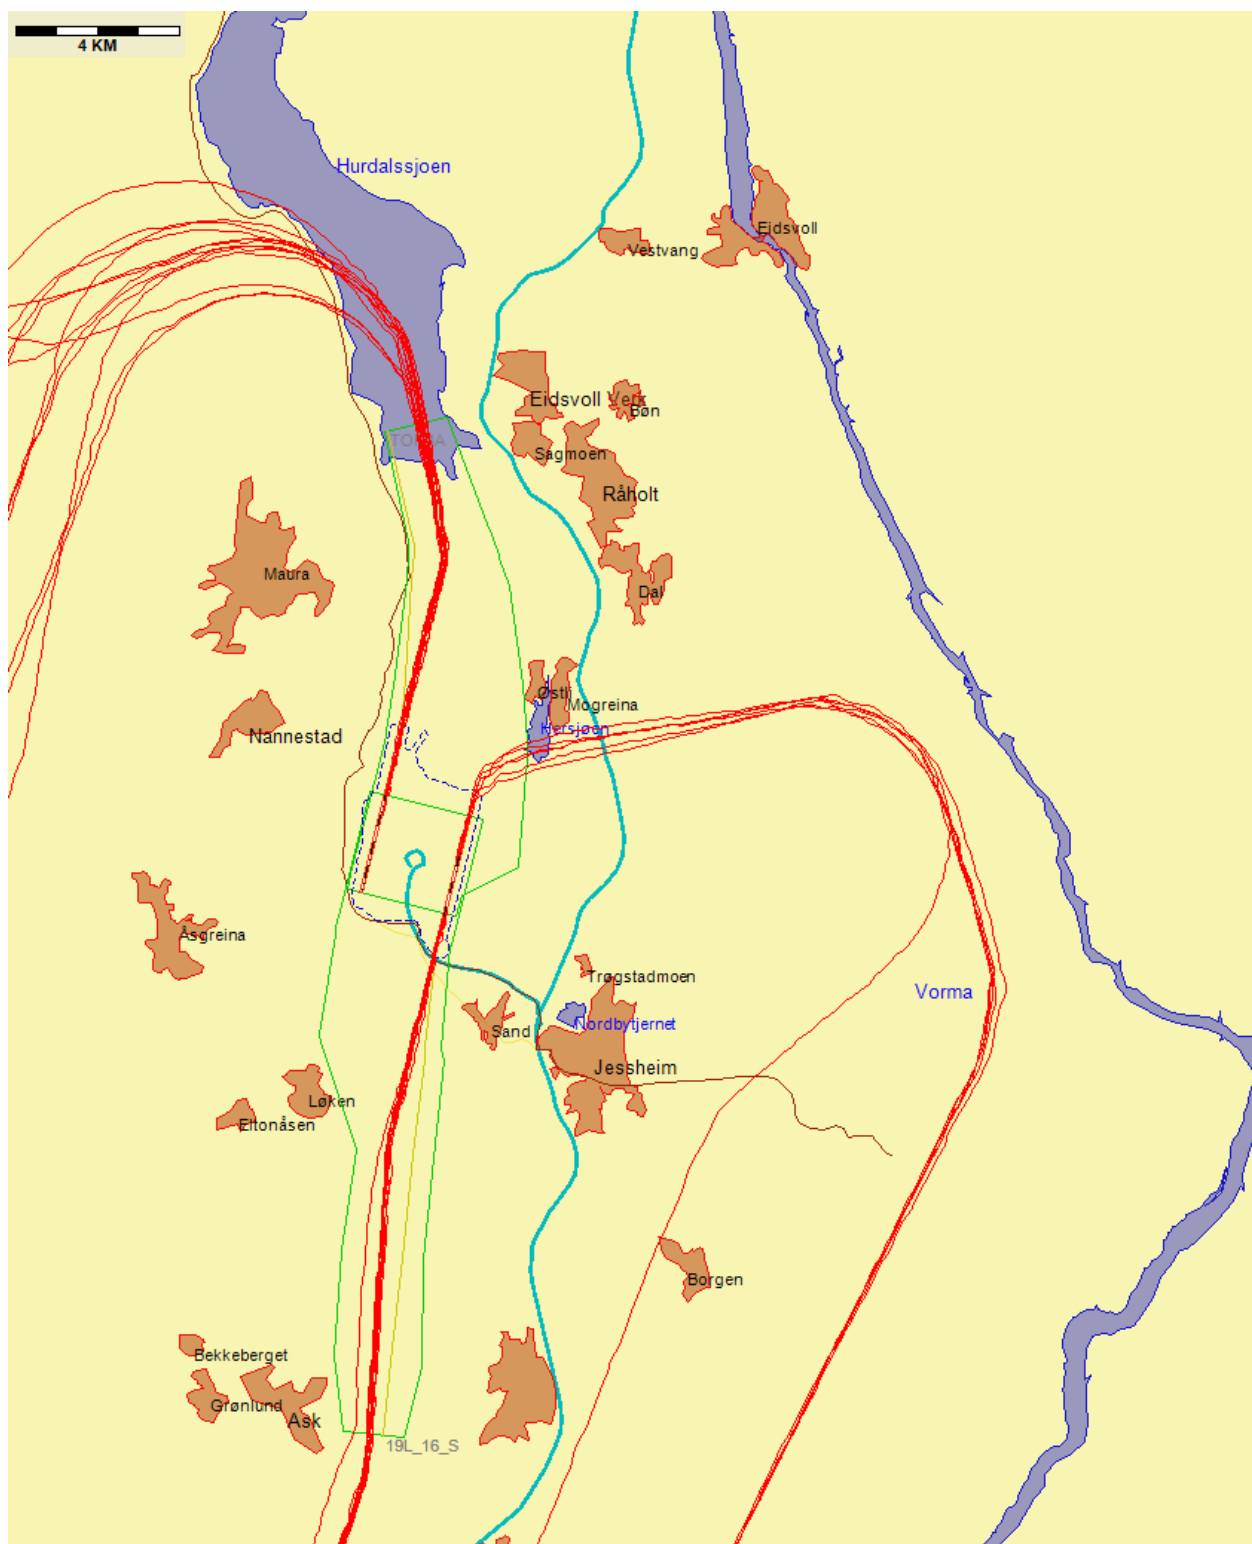 4 KM
Hurdalssjoen
Eidsvoll
Vestvang
Eidsvoll Verk
Bøn
Sagmoen
Råholt
Maura
Dal
Østli
Mogreina
Hersjøen
Nannestad
Åsgreina
Trøgstadmoen
Vorma
Nordbytjernet
Sand
Jessheim
Løken
Eltonåsen
Borgen
Bekkeberget
Grønlund
Ask
19L_16_S